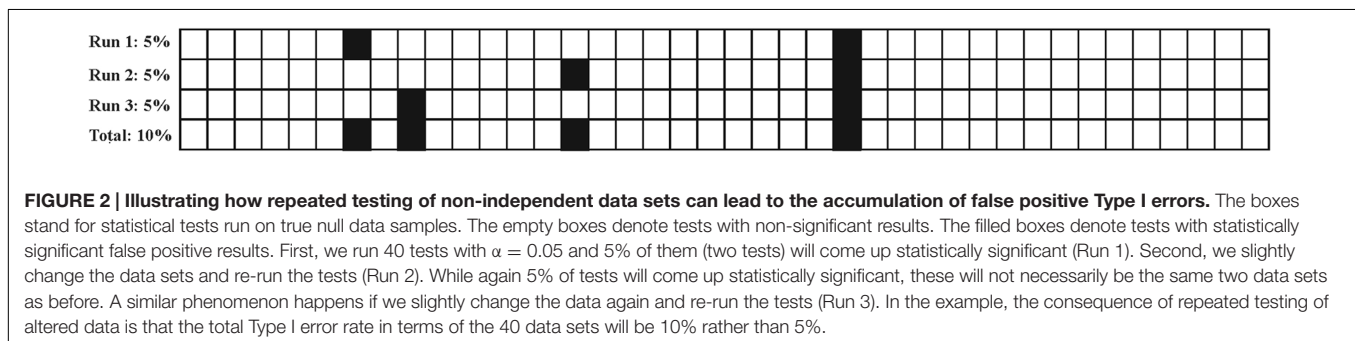 Run 1: 5%
Run 2: 5%
Run 3: 5%
Total: 10%
FIGURE 2 | Illustrating how repeated testing of non-independent data sets can lead to the accumulation of false positive Type I errors. The boxes
stand for statistical tests run on true null data samples. The empty boxes denote tests with non-significant results. The filled boxes denote tests with statistically
significant false positive results. First, we run 40 tests with α = 0.05 and 5% of them (two tests) will come up statistically significant (Run 1). Second, we slightly
change the data sets and re-run the tests (Run 2). While again 5% of tests will come up statistically significant, these will not necessarily be the same two data sets
as before. A similar phenomenon happens if we slightly change the data again and re-run the tests (Run 3). In the example, the consequence of repeated testing of
altered data is that the total Type I error rate in terms of the 40 data sets will be 10% rather than 5%.